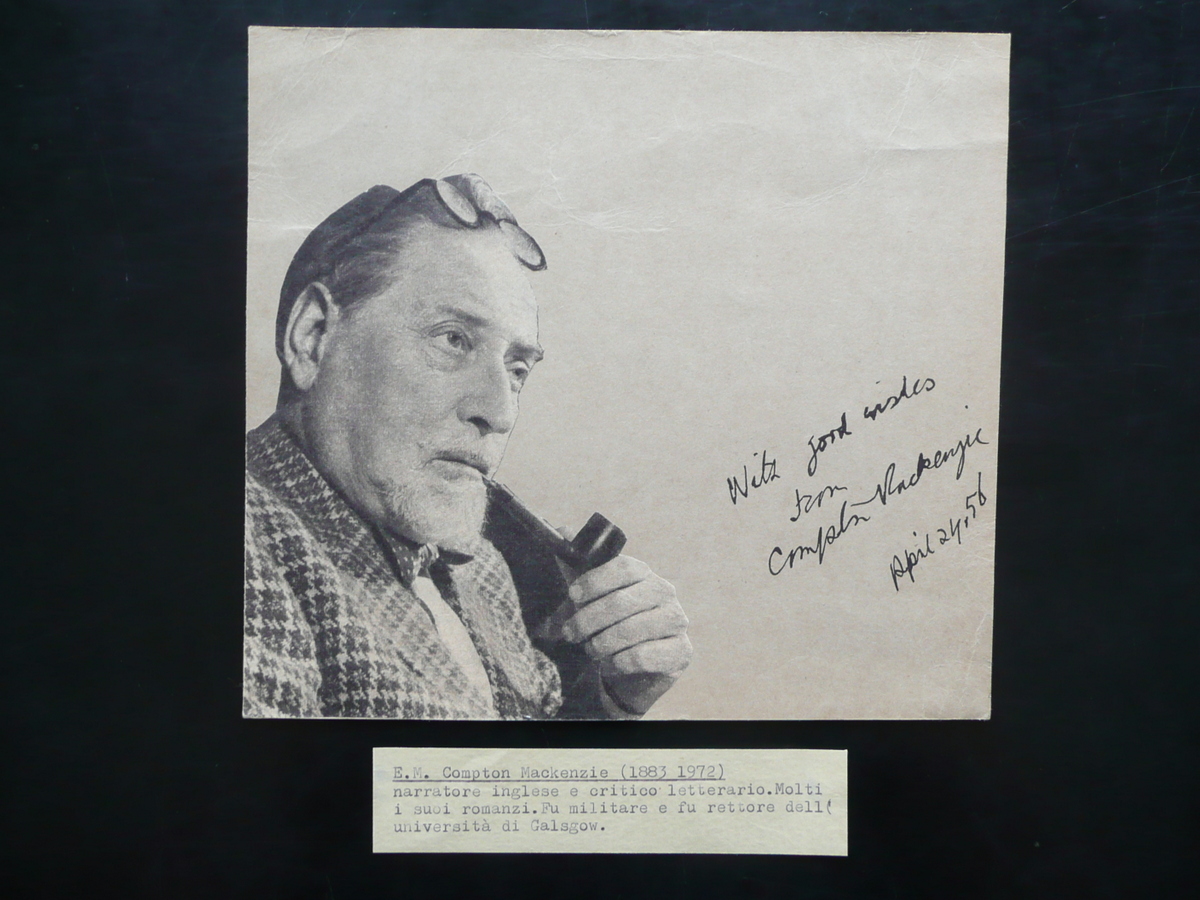 With good wishes
from
Compton Mackenzie
April 24, 56
E.M. Compton Mackenzie (1883 1972)
narratore inglese e critico letterario.Molti
i suoi romanzi.Fu militare e fu rettore dell(
università di Galsgow.